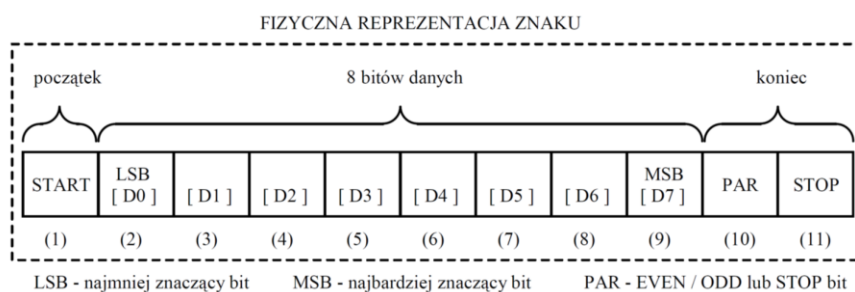 FIZYCZNA REPREZENTACJA ZNAKU
początek 8 bitów danych koniec
START LSB [ D0 ] [ D1 ] [ D2 ] [ D3 ] [ D4 ] [ D5 ] [ D6 ] MSB [ D7 ] PAR STOP
(1) (2) (3) (4) (5) (6) (7) (8) (9) (10) (11)
LSB - najmniej znaczący bit MSB - najbardziej znaczący bit PAR - EVEN / ODD lub STOP bit